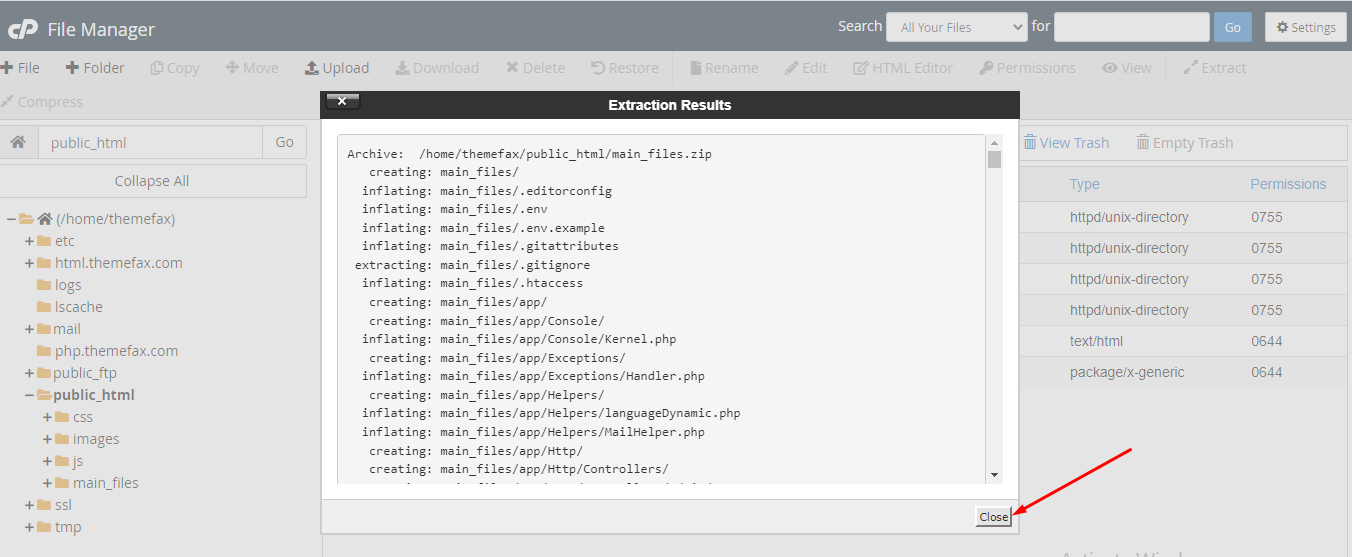 cP File Manager
Search All Your Files for Go Settings
File Folder Copy Move Upload Download Delete Restore Rename Edit HTML Editor Permissions View Extract
Compress
public_html Go
Collapse All
(/home/themefax)
etc
html.themefax.com
logs
lscache
mail
php.themefax.com
public_ftp
public_html
css
images
js
main_files
ssl
tmp
x Extraction Results
Archive:  /home/themefax/public_html/main_files.zip
creating: main_files/
inflating: main_files/.editorconfig
inflating: main_files/.env
inflating: main_files/.env.example
inflating: main_files/.gitattributes
extracting: main_files/.gitignore
inflating: main_files/.htaccess
creating: main_files/app/
creating: main_files/app/Console/
inflating: main_files/app/Console/Kernel.php
creating: main_files/app/Exceptions/
inflating: main_files/app/Exceptions/Handler.php
creating: main_files/app/Helpers/
inflating: main_files/app/Helpers/languageDynamic.php
inflating: main_files/app/Helpers/MailHelper.php
creating: main_files/app/Http/
creating: main_files/app/Http/Controllers/
Close
View Trash Empty Trash
Type Permissions
httpd/unix-directory 0755
httpd/unix-directory 0755
httpd/unix-directory 0755
httpd/unix-directory 0755
text/html 0644
package/x-generic 0644